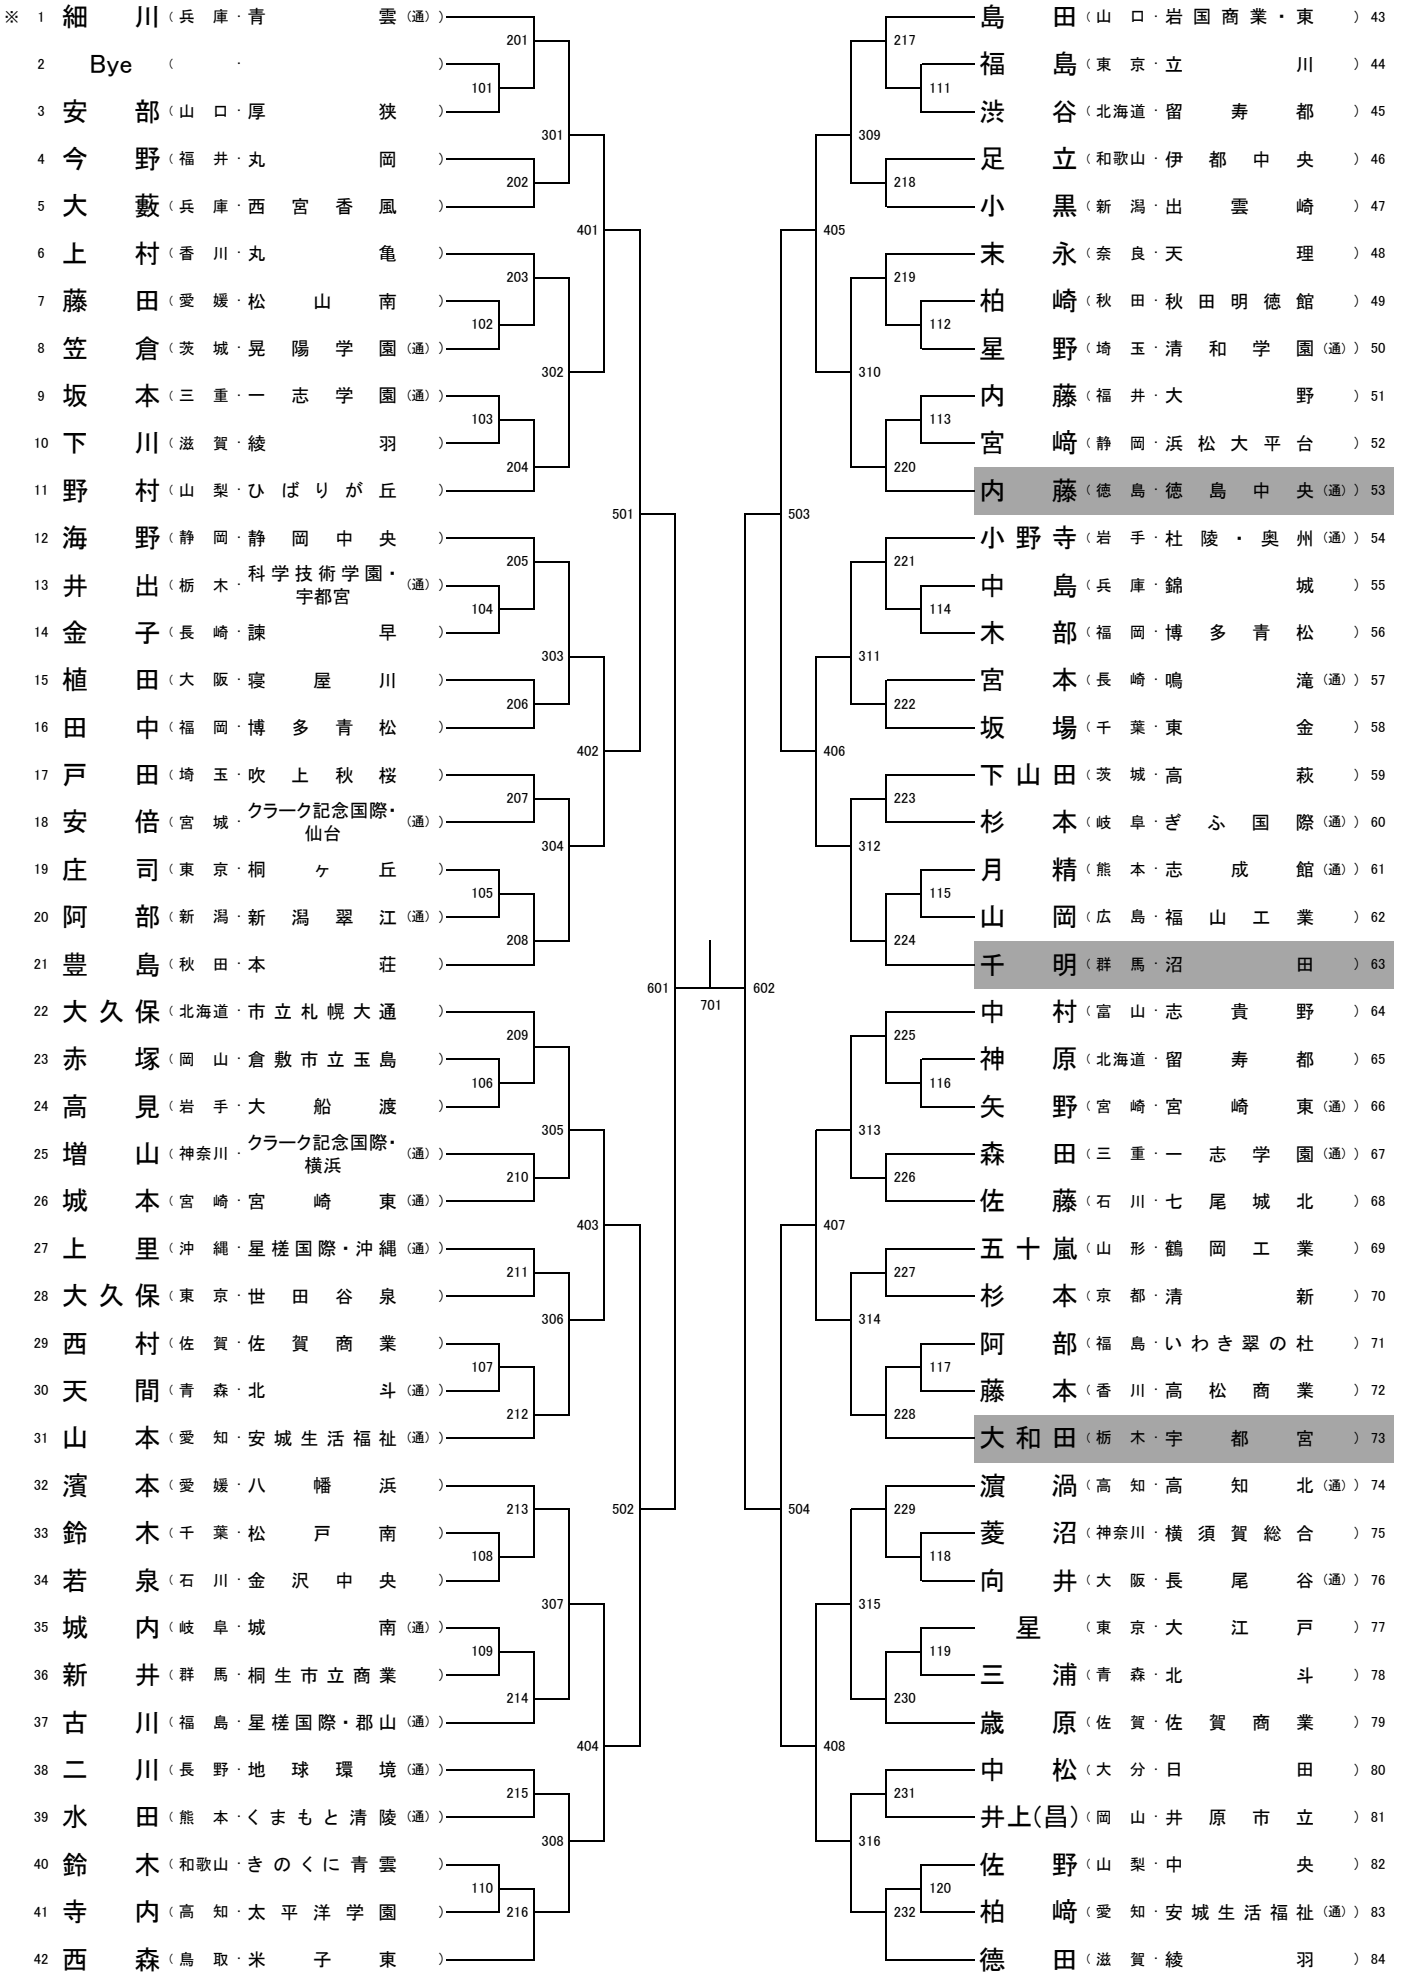 ※ 1 細川（兵庫・青雲（通））
2 Bye（・）
3 安部（山口・厚狭）
4 今野（福井・丸岡）
5 大藪（兵庫・西宮香風）
6 上村（香川・丸亀）
7 藤田（愛媛・松山南）
8 笠倉（茨城・晃陽学園（通））
9 坂本（三重・一志学園（通））
10 下川（滋賀・綾羽）
11 野村（山梨・ひばりが丘）
12 海野（静岡・静岡中央）
13 井出（栃木・科学技術学園・宇都宮（通））
14 金子（長崎・諫早）
15 植田（大阪・寝屋川）
16 田中（福岡・博多青松）
17 戸田（埼玉・吹上秋桜）
18 安倍（宮城・クラーク記念国際・仙台（通））
19 庄司（東京・桐ヶ丘）
20 阿部（新潟・新潟翠江（通））
21 豊島（秋田・本荘）
22 大久保（北海道・市立札幌大通）
23 赤塚（岡山・倉敷市立玉島）
24 高見（岩手・大船渡）
25 増山（神奈川・クラーク記念国際・横浜（通））
26 城本（宮崎・宮崎東（通））
27 上里（沖縄・星槎国際・沖縄（通））
28 大久保（東京・世田谷泉）
29 西村（佐賀・佐賀商業）
30 天間（青森・北斗（通））
31 山本（愛知・安城生活福祉（通））
32 濱本（愛媛・八幡浜）
33 鈴木（千葉・松戸南）
34 若泉（石川・金沢中央）
35 城内（岐阜・城南（通））
36 新井（群馬・桐生市立商業）
37 古川（福島・星槎国際・郡山（通））
38 二川（長野・地球環境（通））
39 水田（熊本・くまもと清陵（通））
40 鈴木（和歌山・きのくに青雲）
41 寺内（高知・太平洋学園）
42 西森（鳥取・米子東）
101
102
103
104
105
106
107
108
109
110
201
202
203
204
205
206
207
208
209
210
211
212
213
214
215
216
301
302
303
304
305
306
307
308
401
402
403
404
501
502
601
701
602
503
504
405
406
407
408
309
310
311
312
313
314
315
316
217
218
219
220
221
222
223
224
225
226
227
228
229
230
231
232
111
112
113
114
115
116
117
118
119
120
島田（山口・岩国商業・東）43
福島（東京・立川）44
渋谷（北海道・留寿都）45
足立（和歌山・伊都中央）46
小黒（新潟・出雲崎）47
末永（奈良・天理）48
柏崎（秋田・秋田明徳館）49
星野（埼玉・清和学園（通））50
内藤（福井・大野）51
宮﨑（静岡・浜松大平台）52
内藤（徳島・徳島中央（通））53
小野寺（岩手・杜陵・奥州（通））54
中島（兵庫・錦城）55
木部（福岡・博多青松）56
宮本（長崎・鳴滝（通））57
坂場（千葉・東金）58
下山田（茨城・高萩）59
杉本（岐阜・ぎふ国際（通））60
月精（熊本・志成館（通））61
山岡（広島・福山工業）62
千明（群馬・沼田）63
中村（富山・志貴野）64
神原（北海道・留寿都）65
矢野（宮崎・宮崎東（通））66
森田（三重・一志学園（通））67
佐藤（石川・七尾城北）68
五十嵐（山形・鶴岡工業）69
杉本（京都・清新）70
阿部（福島・いわき翠の杜）71
藤本（香川・高松商業）72
大和田（栃木・宇都宮）73
濵渦（高知・高知北（通））74
菱沼（神奈川・横須賀総合）75
向井（大阪・長尾谷（通））76
星（東京・大江戸）77
三浦（青森・北斗）78
歳原（佐賀・佐賀商業）79
中松（大分・日田）80
井上(昌)（岡山・井原市立）81
佐野（山梨・中央）82
柏﨑（愛知・安城生活福祉（通））83
德田（滋賀・綾羽）84